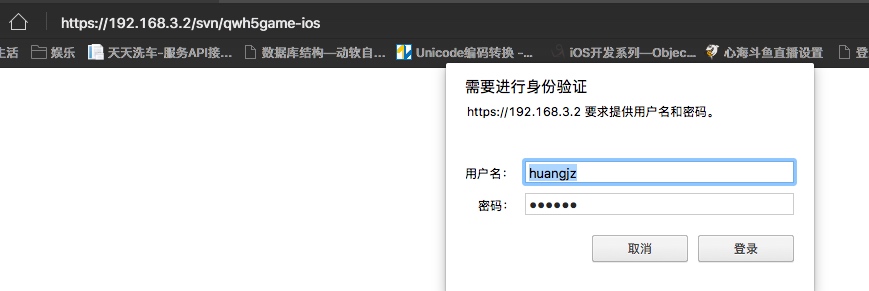 https://192.168.3.2/svn/qwh5game-ios
生活 娱乐 天天洗车-服务API接... 数据库结构—动软自... Unicode编码转换 -... iOS开发系列—Objec... 心海斗鱼直播设置 登
需要进行身份验证
https://192.168.3.2 要求提供用户名和密码。
用户名: huangjz
密码: ●●●●●●
取消 登录